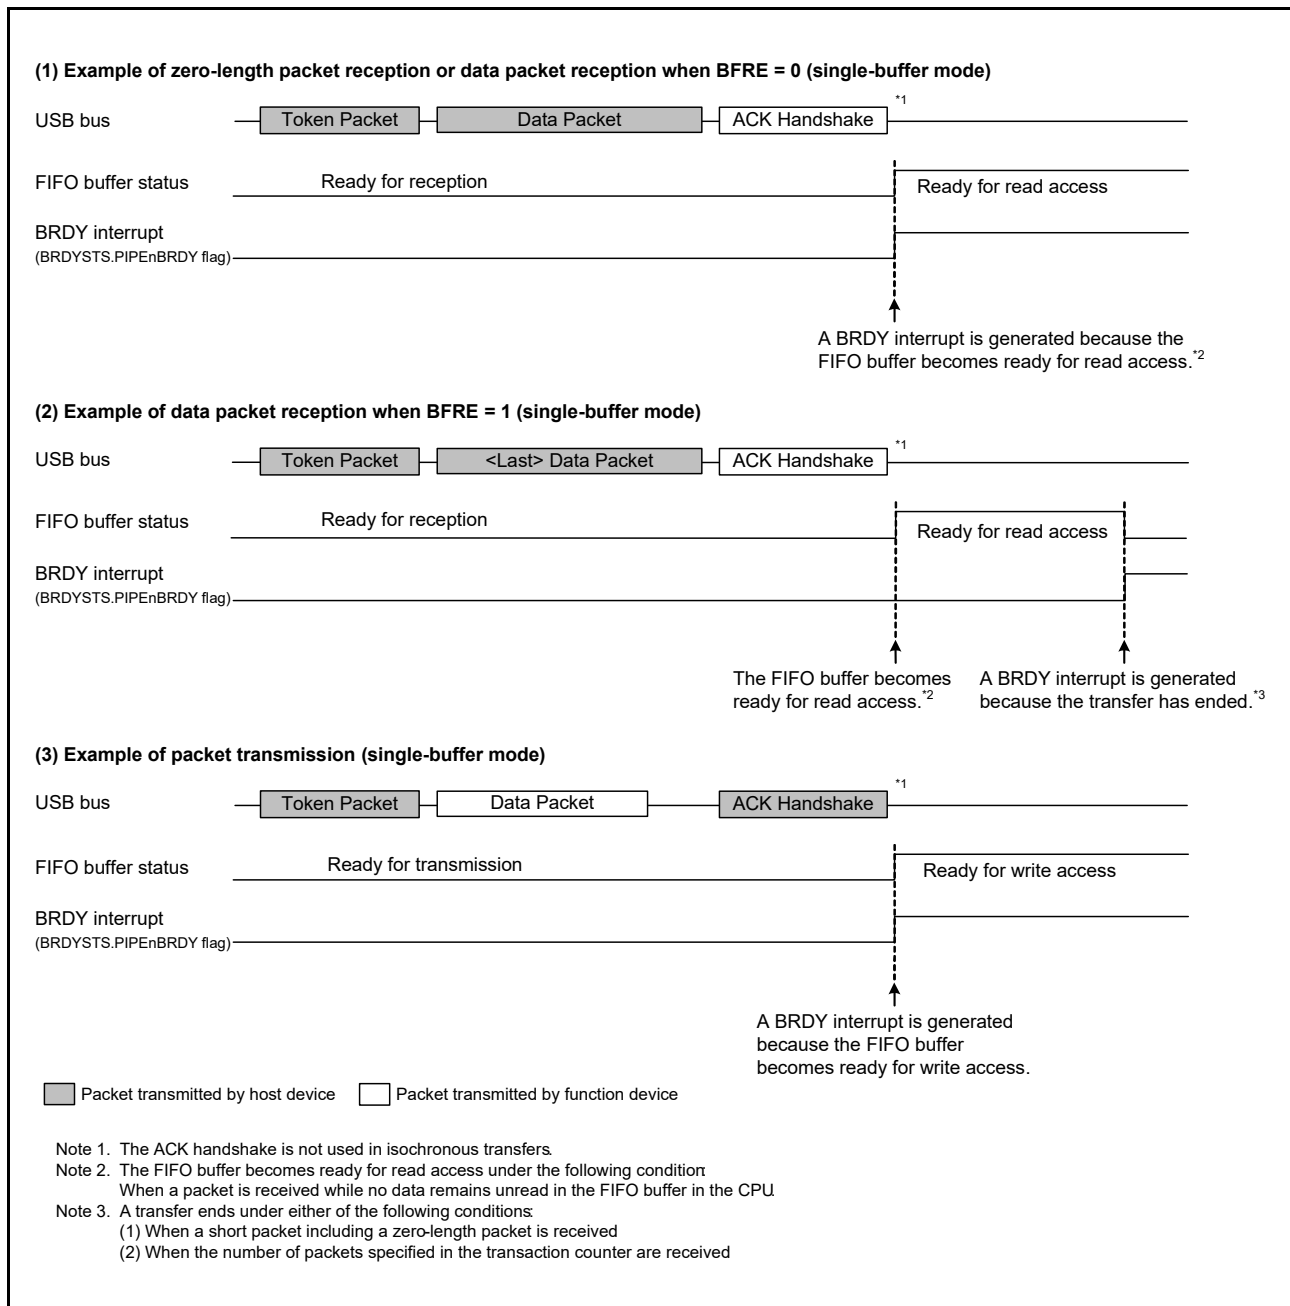 (1) Example of zero-length packet reception or data packet reception when BFRE = 0 (single-buffer mode)
USB bus
Token Packet
Data Packet
ACK Handshake
*1
FIFO buffer status
Ready for reception
Ready for read access
BRDY interrupt
(BRDYSTS.PIPEnBRDY flag)
A BRDY interrupt is generated because the
FIFO buffer becomes ready for read access.*2
(2) Example of data packet reception when BFRE = 1 (single-buffer mode)
USB bus
Token Packet
<Last> Data Packet
ACK Handshake
*1
FIFO buffer status
Ready for reception
Ready for read access
BRDY interrupt
(BRDYSTS.PIPEnBRDY flag)
The FIFO buffer becomes
ready for read access.*2
A BRDY interrupt is generated
because the transfer has ended.*3
(3) Example of packet transmission (single-buffer mode)
USB bus
Token Packet
Data Packet
ACK Handshake
*1
FIFO buffer status
Ready for transmission
Ready for write access
BRDY interrupt
(BRDYSTS.PIPEnBRDY flag)
A BRDY interrupt is generated
because the FIFO buffer
becomes ready for write access.
Packet transmitted by host device
Packet transmitted by function device
Note 1. The ACK handshake is not used in isochronous transfers.
Note 2. The FIFO buffer becomes ready for read access under the following condition:
When a packet is received while no data remains unread in the FIFO buffer in the CPU.
Note 3. A transfer ends under either of the following conditions:
(1) When a short packet including a zero-length packet is received
(2) When the number of packets specified in the transaction counter are received